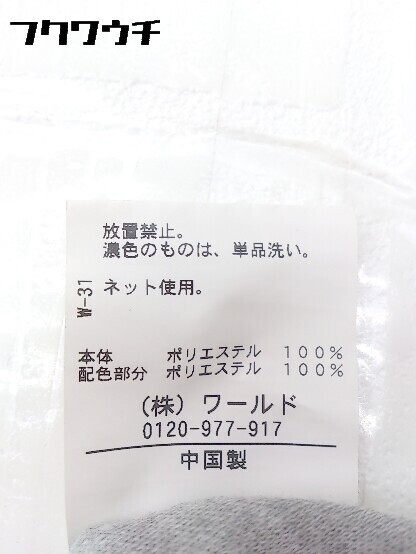 フクワウチ
放置禁止。
濃色のものは、単品洗い。
W-31
ネット使用。
本体 ポリエステル 100%
配色部分 ポリエステル 100%
(株) ワールド
0120-977-917
中国製